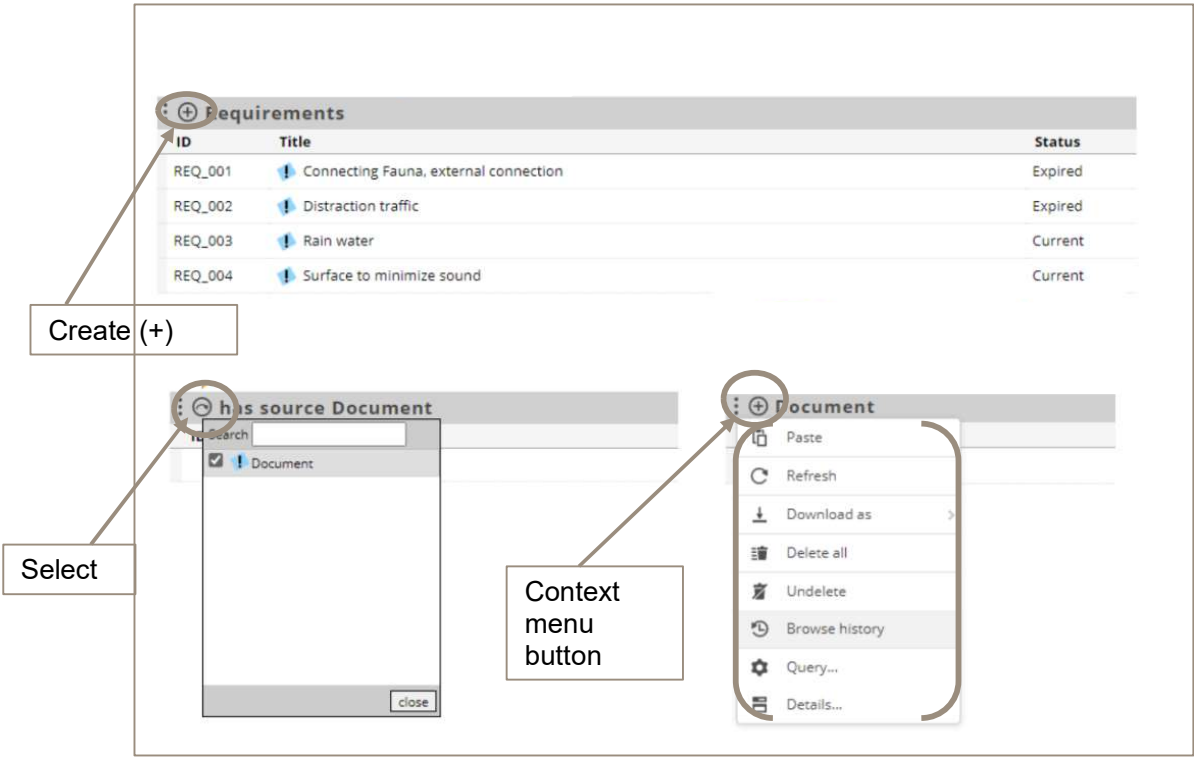 Requirements
ID Title Status
REQ_001 Connecting Fauna, external connection Expired
REQ_002 Distraction traffic Expired
REQ_003 Rain water Current
REQ_004 Surface to minimize sound Current
Create (+)
has source Document
ID
Search
Document
close
Select
Context
menu
button
Document
Paste
Refresh
Download as
Delete all
Undelete
Browse history
Query...
Details...